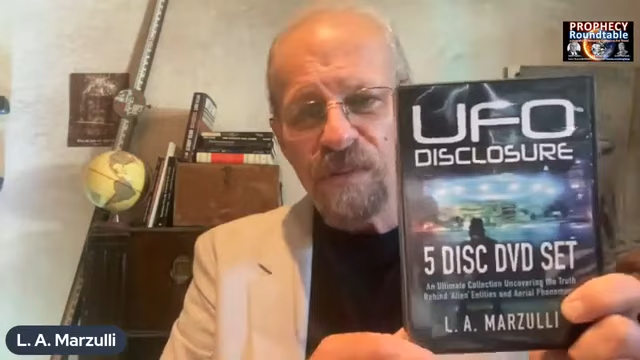 PROPHECY
Roundtable
UFO
DISCLOSURE
5 DISC DVD SET
An Ultimate Collection Uncovering the Truth
Behind 'Alien' Entities and Aerial Phenomena
L. A. MARZULLI
L. A. Marzulli